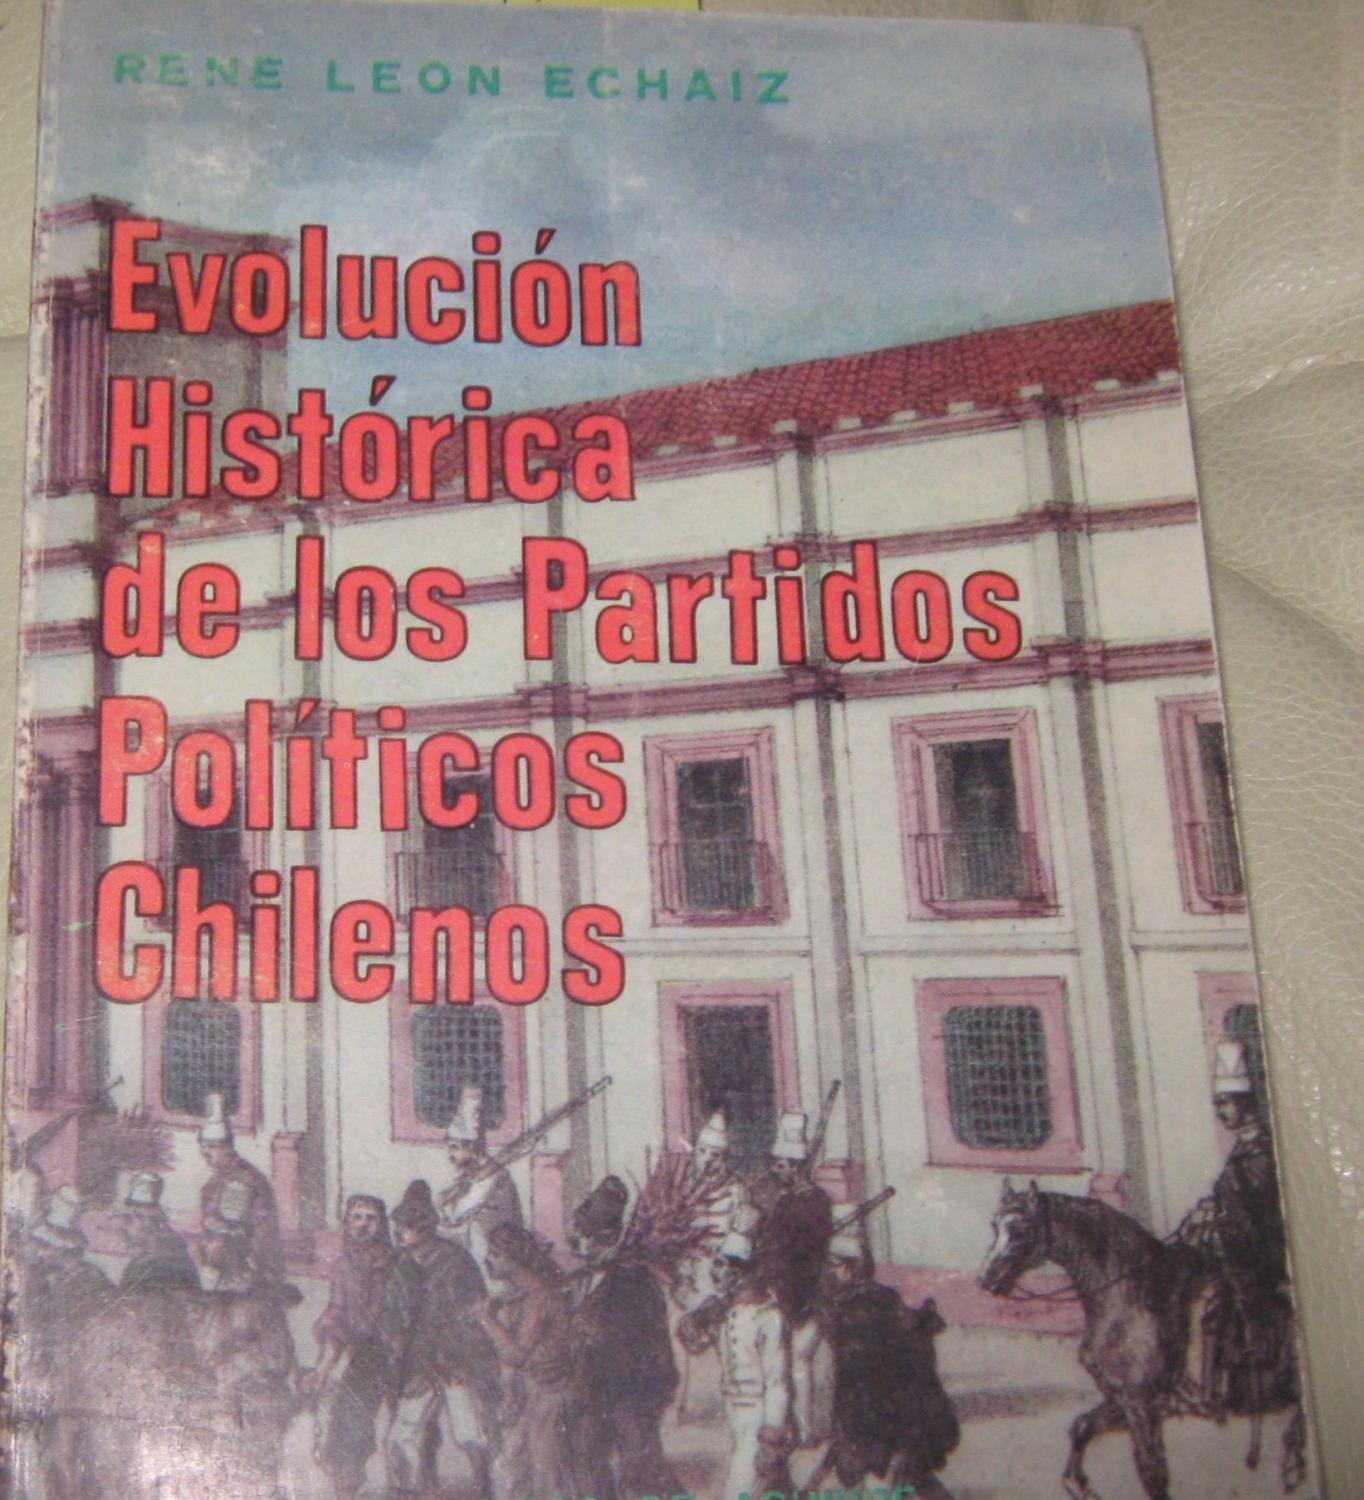 RENE LEON ECHAIZ
Evolución
Histórica
de los Partidos
Políticos
Chilenos